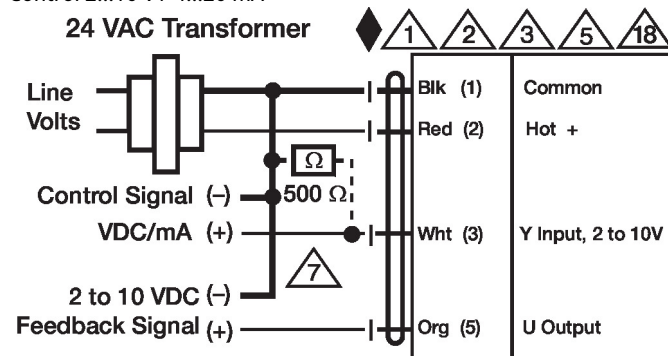 24 VAC Transformer
1 2 3 5 18
Line
Volts
Blk (1) Common
Red (2) Hot +
Ω
500 Ω
Control Signal (–)
VDC/mA (+)
Wht (3) Y Input, 2 to 10V
7
2 to 10 VDC (–)
Feedback Signal (+)
Org (5) U Output